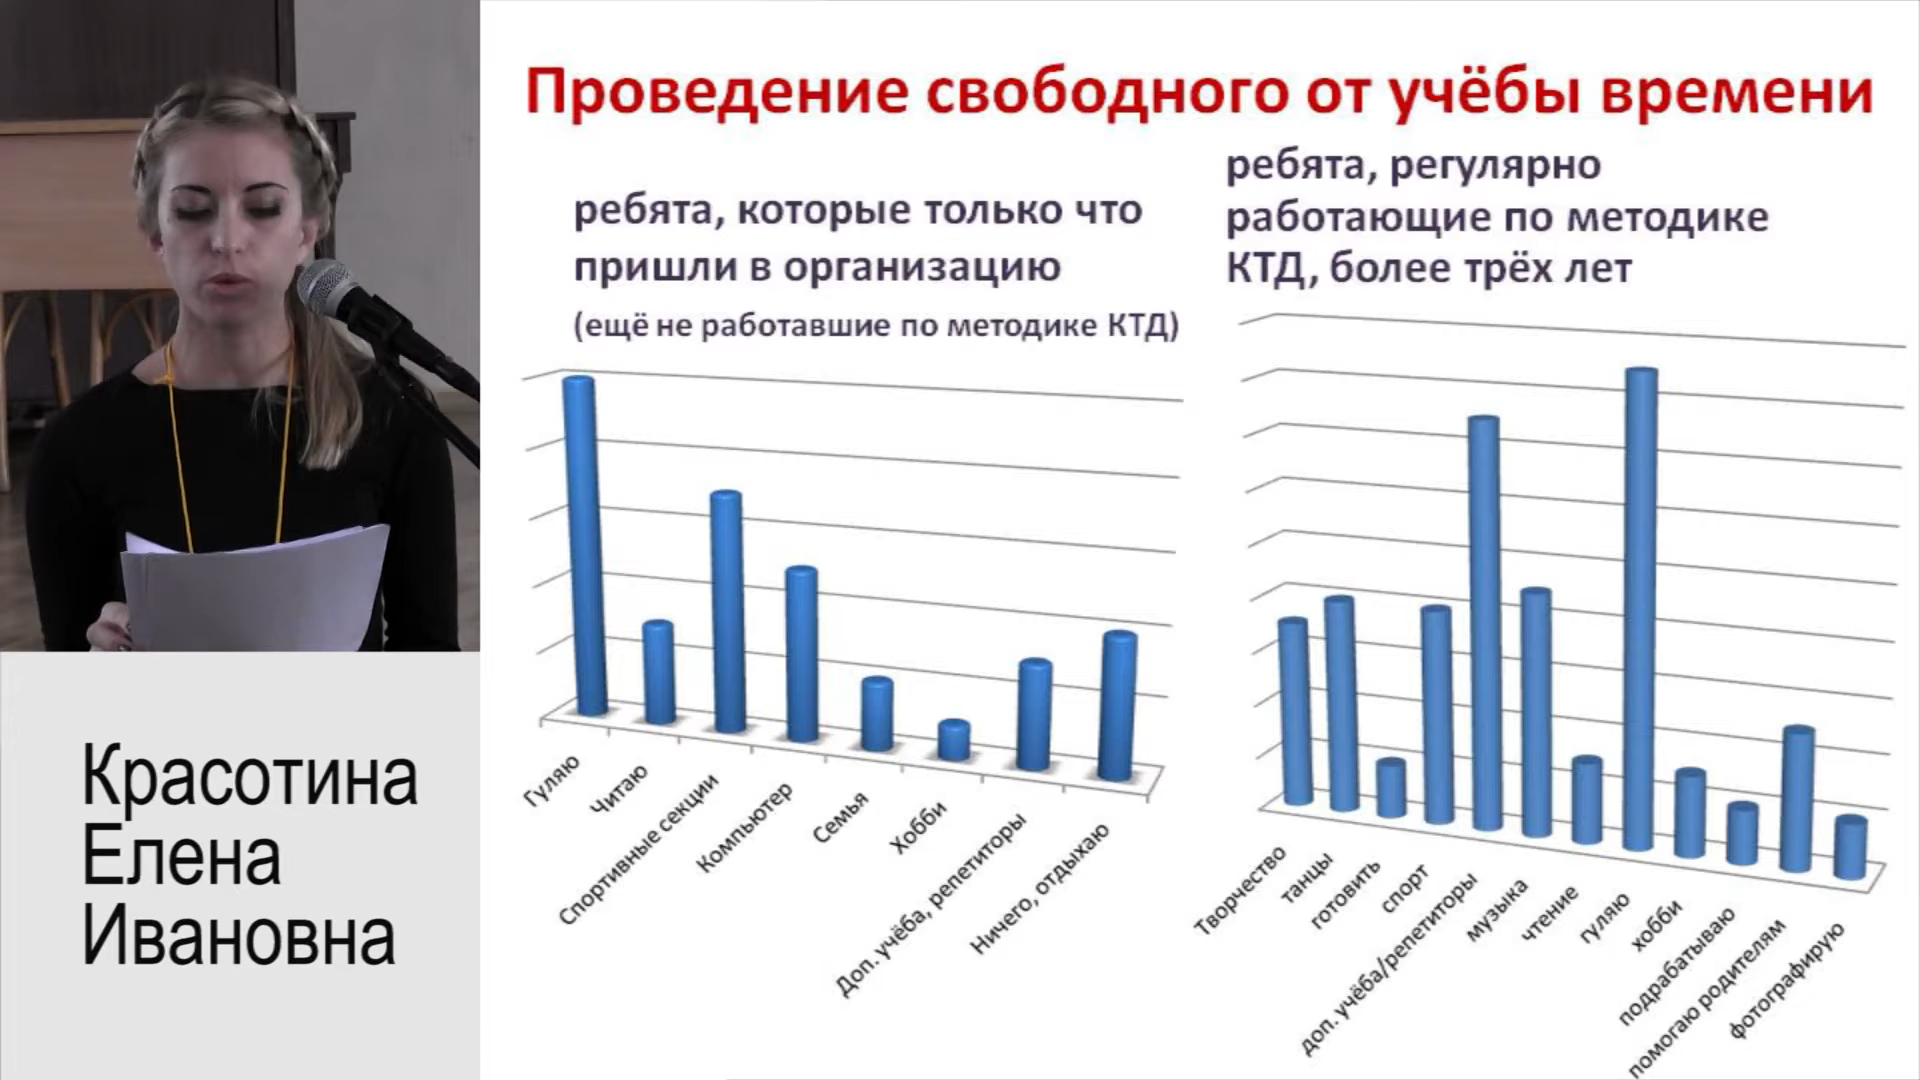 Проведение свободного от учёбы времени
ребята, которые только что
пришли в организацию
(ещё не работавшие по методике КТД)
ребята, регулярно
работающие по методике
КТД, более трёх лет
Гуляю
Читаю
Спортивные секции
Компьютер
Семья
Хобби
Доп. учёба, репетиторы
Ничего, отдыхаю
Творчество
танцы
готовить
спорт
доп. учёба/репетиторы
музыка
чтение
гуляю
хобби
подрабатываю
помогаю родителям
фотографирую
Красотина
Елена
Ивановна